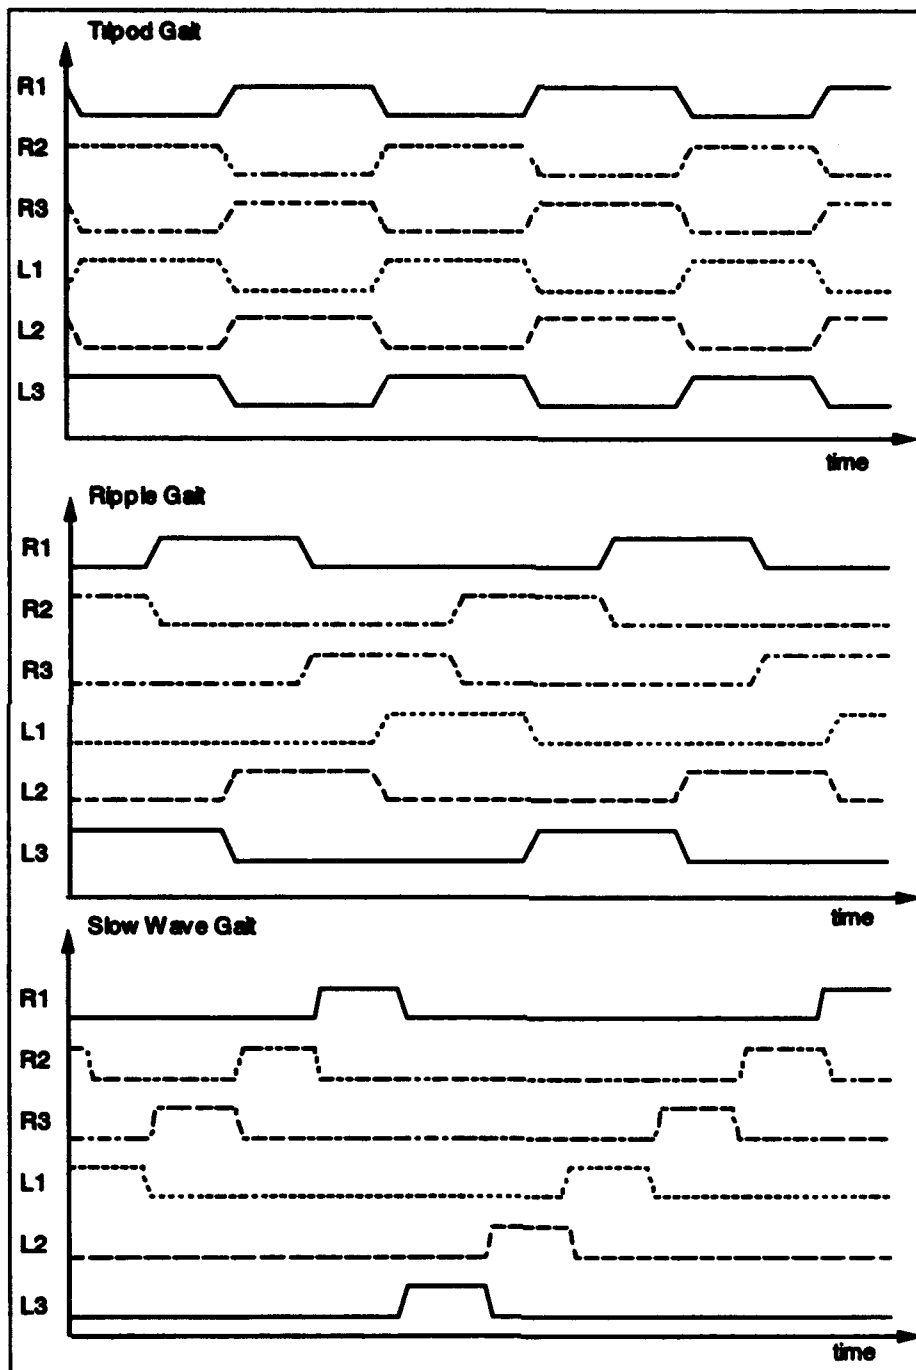 Tripod Gait
R1
R2
R3
L1
L2
L3
time
Ripple Gait
R1
R2
R3
L1
L2
L3
time
Slow Wave Gait
R1
R2
R3
L1
L2
L3
time